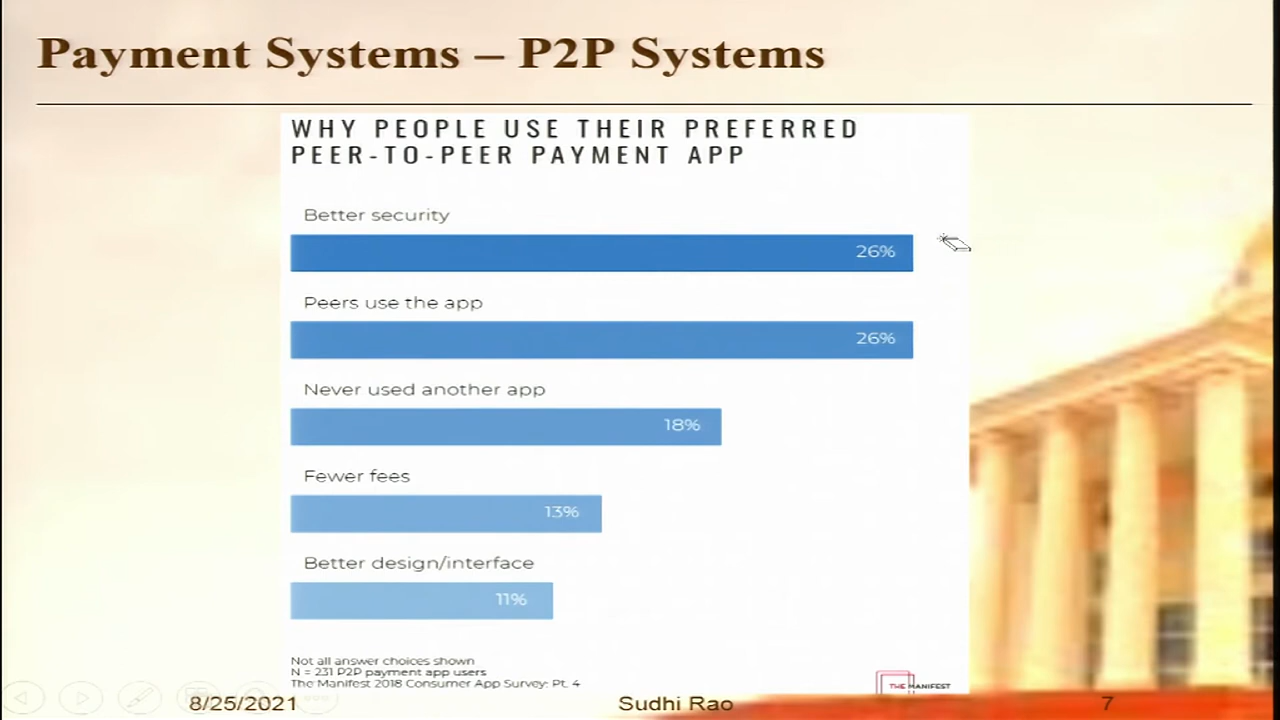 Payment Systems – P2P Systems
WHY PEOPLE USE THEIR PREFERRED
PEER-TO-PEER PAYMENT APP
Better security
26%
Peers use the app
26%
Never used another app
18%
Fewer fees
13%
Better design/interface
11%
Not all answer choices shown
N = 231 P2P payment app users
The Manifest 2018 Consumer App Survey: Pt. 4
THE MANIFEST
8/25/2021
Sudhi Rao
7